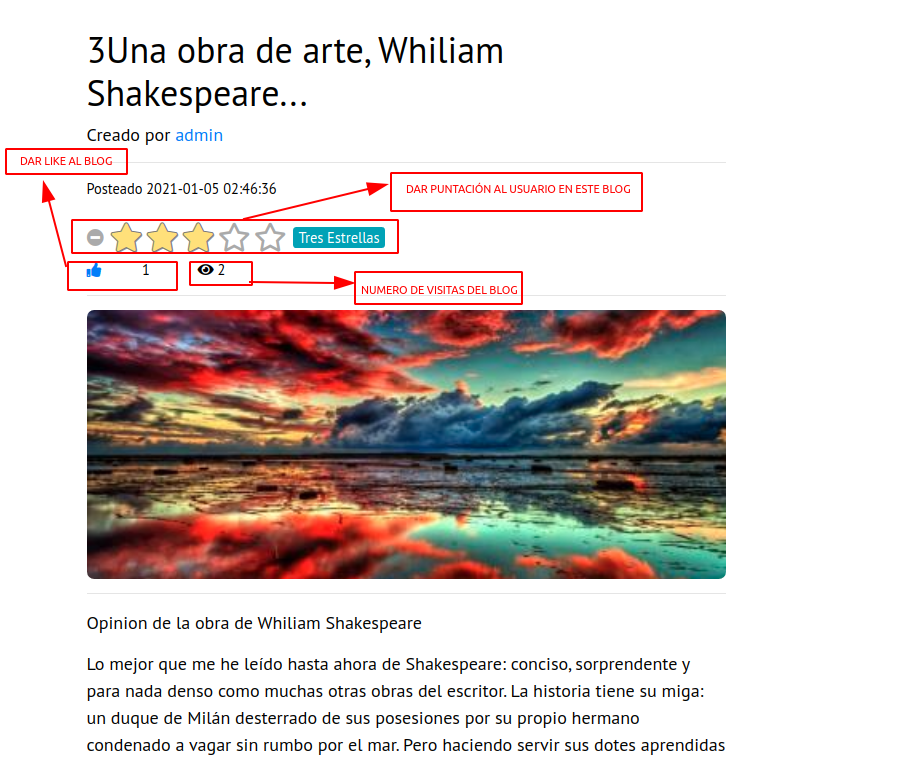 3Una obra de arte, Whiliam
Shakespeare...
Creado por admin
DAR LIKE AL BLOG
Posteado 2021-01-05 02:46:36
DAR PUNTACIÓN AL USUARIO EN ESTE BLOG
Tres Estrellas
1
2
NUMERO DE VISITAS DEL BLOG
Opinion de la obra de Whiliam Shakespeare
Lo mejor que me he leído hasta ahora de Shakespeare: conciso, sorprendente y
para nada denso como muchas otras obras del escritor. La historia tiene su miga:
un duque de Milán desterrado de sus posesiones por su propio hermano
condenado a vagar sin rumbo por el mar. Pero haciendo servir sus dotes aprendidas